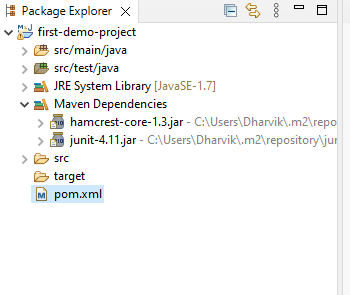 Package Explorer
first-demo-project
src/main/java
src/test/java
JRE System Library [JavaSE-1.7]
Maven Dependencies
hamcrest-core-1.3.jar - C:\Users\Dharvik\.m2\repo
junit-4.11.jar - C:\Users\Dharvik\.m2\repository\jun
src
target
pom.xml